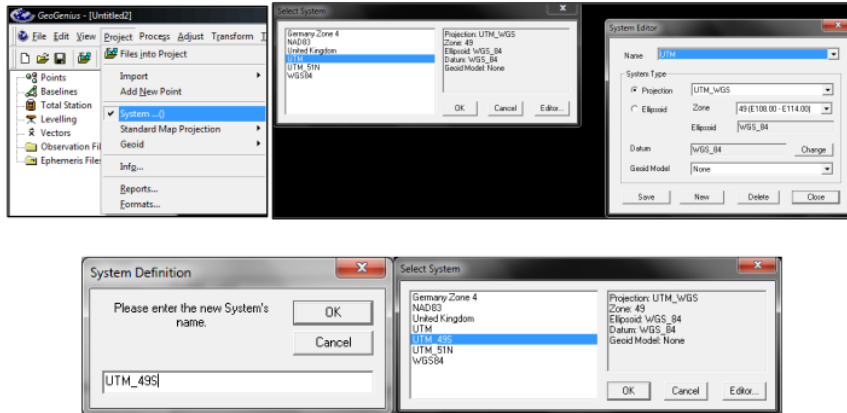 GeoGenius - [Untitled2]
File Edit View Project Process Adjust Transform
Files into Project
Points
Baselines
Total Station
Levelling
Vectors
Observation Fil
Ephemeris Files
Import
Add New Point
System ...()
Standard Map Projection
Geoid
Info...
Reports...
Formats...
Select System
Germany Zone 4
NAD83
United Kingdom
UTM
UTM_51N
WGS84
Projection: UTM_WGS
Zone: 49
Ellipsoid: WGS_84
Datum: WGS_84
Geoid Model: None
OK Cancel Editor...
System Editor
Name UTM
System Type
Projection UTM_WGS
Ellipsoid Zone 49 (E108.00 - E114.00)
Ellipsoid WGS_84
Datum WGS_84 Change
Geoid Model None
Save New Delete Close
System Definition
Please enter the new System's
name.
OK
Cancel
UTM_49S
Select System
Germany Zone 4
NAD83
United Kingdom
UTM
UTM_49S
UTM_51N
WGS84
Projection: UTM_WGS
Zone: 49
Ellipsoid: WGS_84
Datum: WGS_84
Geoid Model: None
OK Cancel Editor...